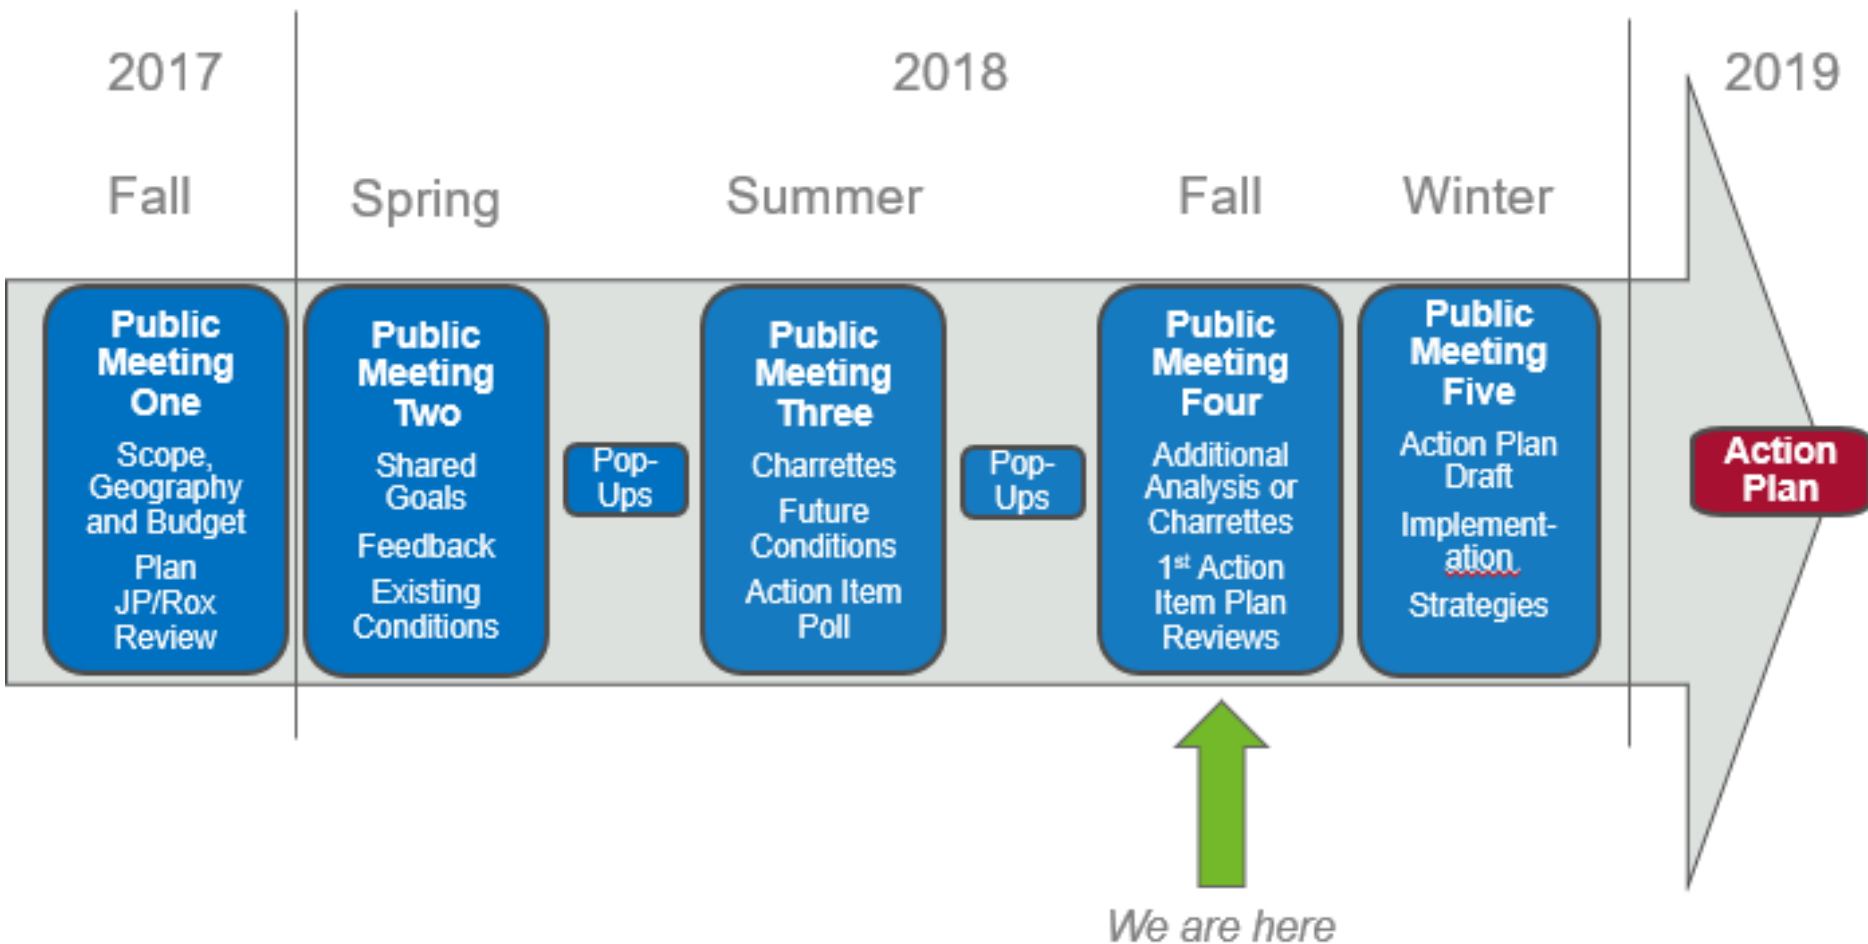 2017
2018
2019
Fall
Spring
Summer
Fall
Winter
Public
Meeting
One
Scope,
Geography
and Budget
Plan
JP/Rox
Review
Public
Meeting
Two
Shared
Goals
Feedback
Existing
Conditions
Pop-
Ups
Public
Meeting
Three
Charrettes
Future
Conditions
Action Item
Poll
Pop-
Ups
Public
Meeting
Four
Additional
Analysis or
Charrettes
1st Action
Item Plan
Reviews
Public
Meeting
Five
Action Plan
Draft
Implement-
ation
Strategies
Action
Plan
We are here